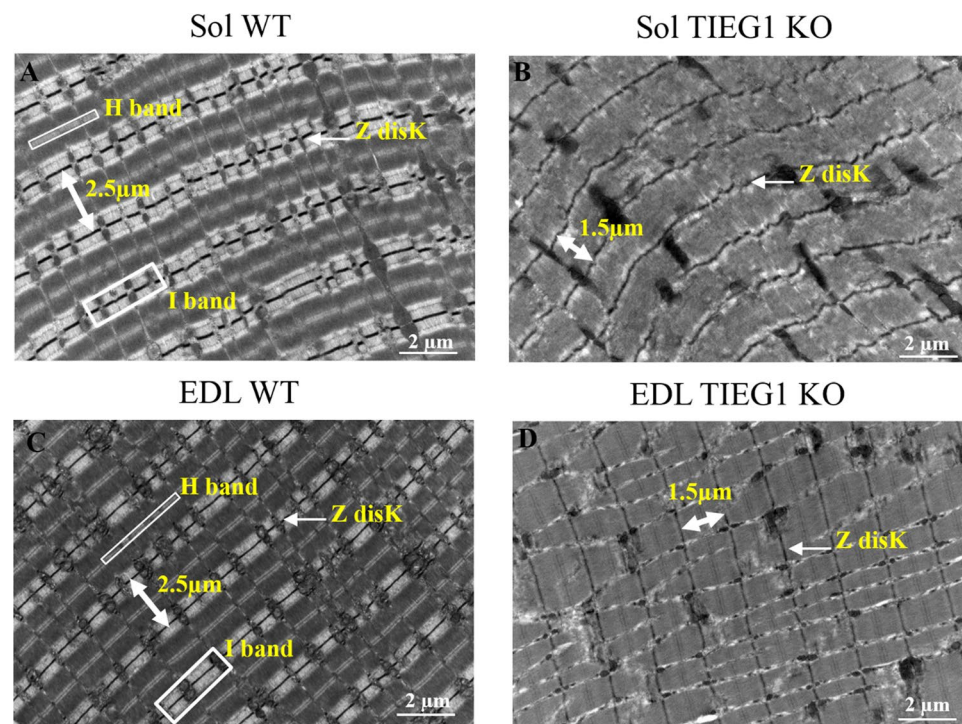 Sol WT
Sol TIEG1 KO
A
H band
Z disK
2.5µm
I band
2 µm
B
Z disK
1.5µm
2 µm
EDL WT
EDL TIEG1 KO
C
H band
Z disK
2.5µm
I band
2 µm
D
1.5µm
Z disK
2 µm